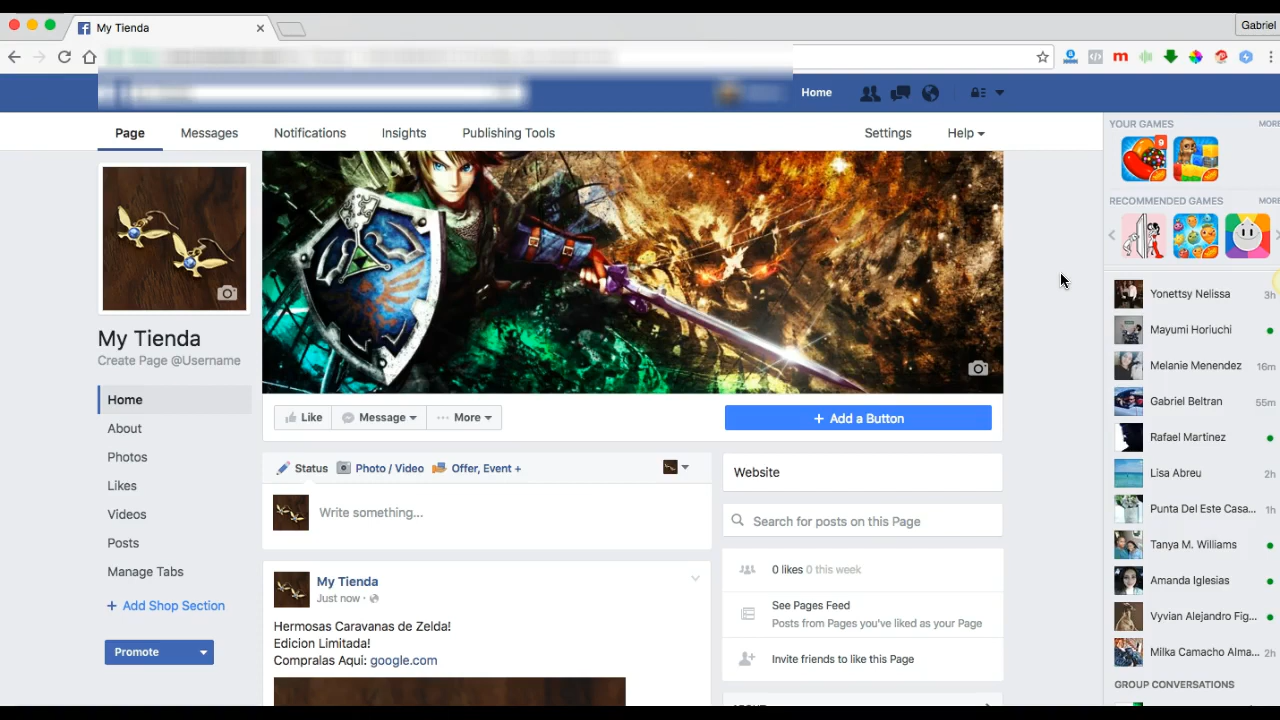 My Tienda
Gabriel
Home
Page
Messages
Notifications
Insights
Publishing Tools
Settings
Help
YOUR GAMES
MORE
9
RECOMMENDED GAMES
MORE
My Tienda
Create Page @Username
Home
About
Photos
Likes
Videos
Posts
Manage Tabs
+ Add Shop Section
Promote
Like
Message
More
+ Add a Button
Status
Photo / Video
Offer, Event +
Write something...
My Tienda
Just now ·
Hermosas Caravanas de Zelda!
Edicion Limitada!
Compralas Aqui: google.com
Website
Search for posts on this Page
0 likes 0 this week
See Pages Feed
Posts from Pages you've liked as your Page
Invite friends to like this Page
Yonettsy Nelissa 3h
Mayumi Horiuchi
Melanie Menendez 16m
Gabriel Beltran 55m
Rafael Martinez
Lisa Abreu 2h
Punta Del Este Casa... 1h
Tanya M. Williams
Amanda Iglesias
Vyvian Alejandro Fig...
Milka Camacho Alma... 2h
GROUP CONVERSATIONS